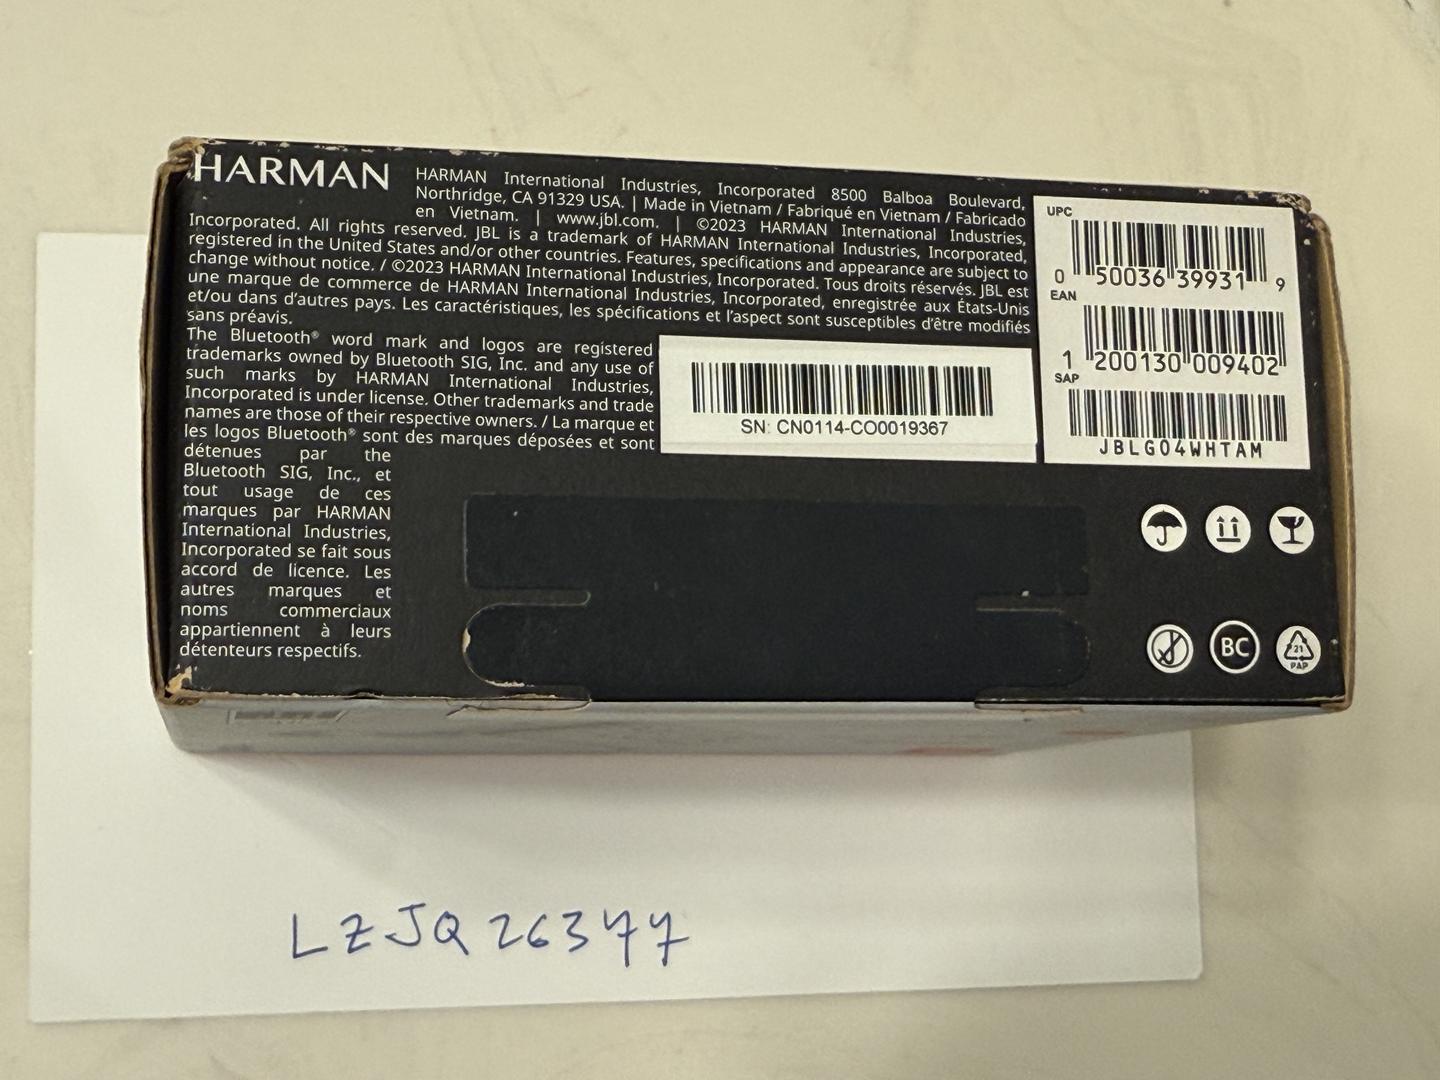 HARMAN
HARMAN International Industries, Incorporated 8500 Balboa Boulevard,
Northridge, CA 91329 USA. | Made in Vietnam / Fabriqué en Vietnam / Fabricado
en Vietnam. | www.jbl.com. | ©2023 HARMAN International Industries,
Incorporated. All rights reserved. JBL is a trademark of HARMAN International Industries, Incorporated,
registered in the United States and/or other countries. Features, specifications and appearance are subject to
change without notice. / ©2023 HARMAN International Industries, Incorporated. Tous droits réservés. JBL est
une marque de commerce de HARMAN International Industries, Incorporated, enregistrée aux États-Unis
et/ou dans d'autres pays. Les caractéristiques, les spécifications et l'aspect sont susceptibles d'être modifiés
sans préavis.
The Bluetooth® word mark and logos are registered
trademarks owned by Bluetooth SIG, Inc. and any use of
such marks by HARMAN International Industries,
Incorporated is under license. Other trademarks and trade
names are those of their respective owners. / La marque et
les logos Bluetooth® sont des marques déposées et sont
détenues par the
Bluetooth SIG, Inc., et
tout usage de ces
marques par HARMAN
International Industries,
Incorporated se fait sous
accord de licence. Les
autres marques et
noms commerciaux
appartiennent à leurs
détenteurs respectifs.
SN: CN0114-CO0019367
UPC
0 50036 39931 9
EAN
1 200130 009402
SAP
JBLGO4WHTAM
BC
21
PAP
LZJQ26377